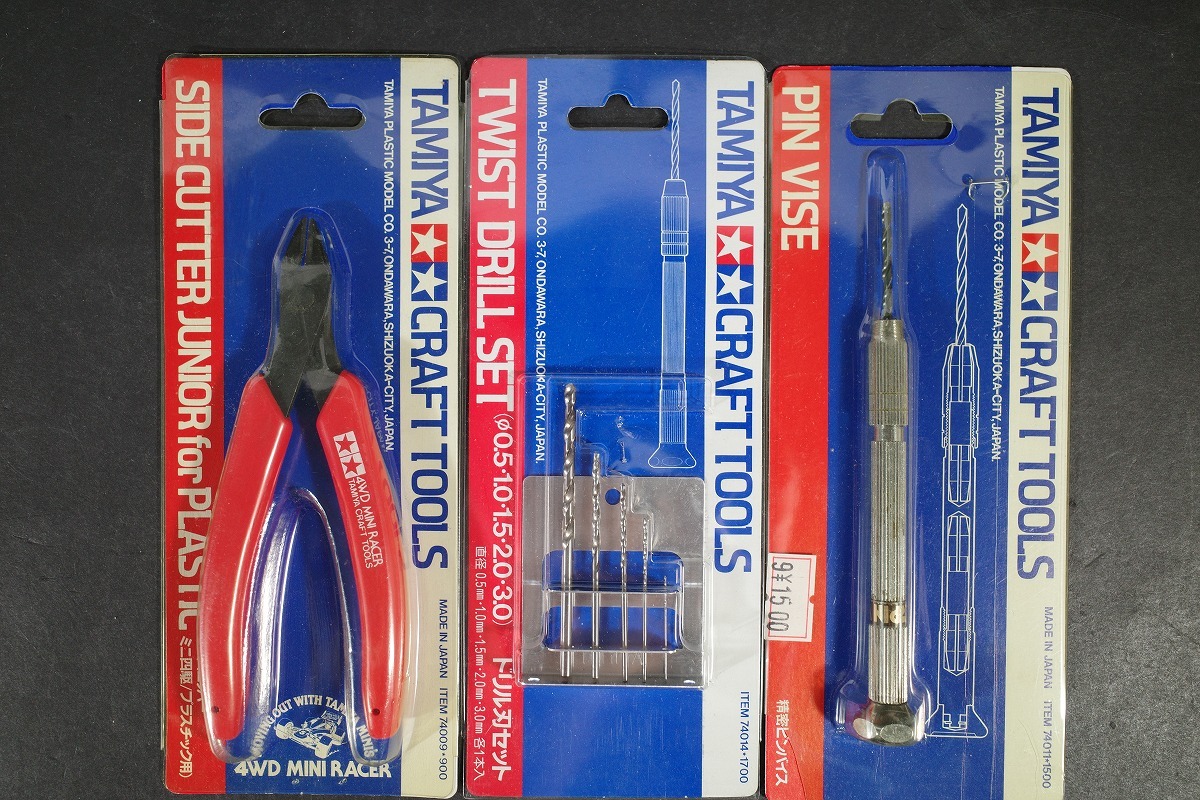 SIDE CUTTER JUNIOR for PLASTIC
ミニ四駆/プラスチック用)
TAMIYA PLASTIC MODEL CO. 3-7, ONDAWARA, SHIZUOKA-CITY, JAPAN.
TAMIYA CRAFT TOOLS
MADE IN JAPAN ITEM 74009・900
4WD MINI RACER
TAMIYA CRAFT TOOLS
MOVING OUT WITH TAMIYA MINI'S
4WD MINI RACER
TWIST DRILL SET (φ0.5・1.0・1.5・2.0・3.0) ドリル刃セット
直径 0.5mm・1.0mm・1.5mm・2.0mm・3.0mm 各1本入
TAMIYA PLASTIC MODEL CO. 3-7, ONDAWARA, SHIZUOKA-CITY, JAPAN.
TAMIYA CRAFT TOOLS
ITEM 74014・1700
PIN VISE
9¥1500
精密ピンバイス
TAMIYA PLASTIC MODEL CO. 3-7, ONDAWARA, SHIZUOKA-CITY, JAPAN.
TAMIYA CRAFT TOOLS
MADE IN JAPAN ITEM 74011・1500